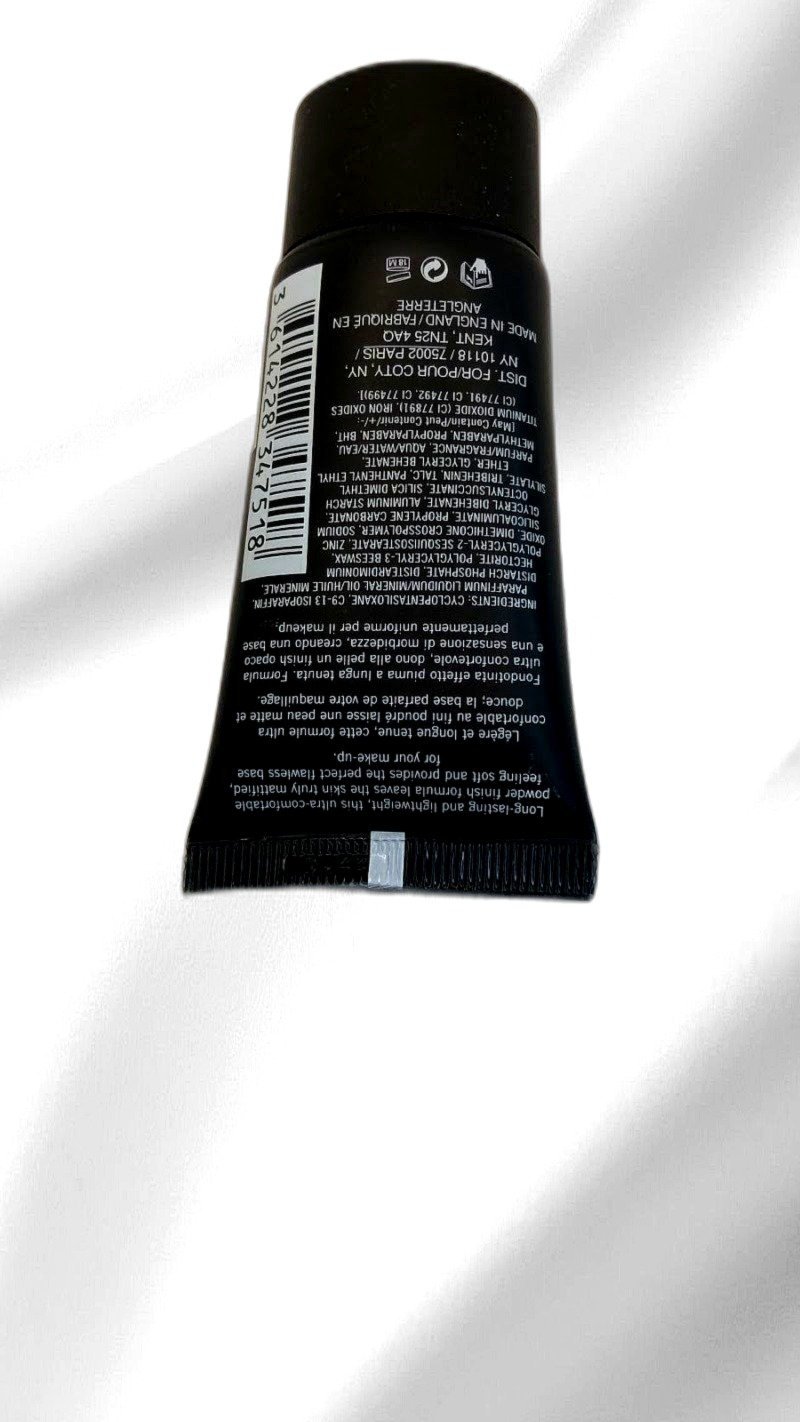 Long-lasting and lightweight, this ultra-comfortable
powder finish formula leaves the skin truly mattified,
feeling soft and provides the perfect flawless base
for your make-up.
Légère et longue tenue, cette formule ultra
confortable au fini poudré laisse une peau matte et
douce; la base parfaite de votre maquillage.
Fondotinta effetto piuma a lunga tenuta. Formula
ultra confortevole, dono alla pelle un finish opaco
e una sensazione di morbidezza, creando una base
perfettamente uniforme per il makeup.
INGREDIENTS: CYCLOPENTASILOXANE, C9-13 ISOPARAFFIN,
PARAFFINUM LIQUIDUM/MINERAL OIL/HUILE MINERALE,
DISTARCH PHOSPHATE, DISTEARDIMONIUM
HECTORITE, POLYGLYCERYL-3 BEESWAX,
POLYGLYCERYL-2 SESQUISOSTEARATE, ZINC
OXIDE, DIMETHICONE CROSSPOLYMER, SODIUM
SILICOALUMINATE, PROPYLENE CARBONATE,
GLYCERYL DIBEHENATE, ALUMINUM STARCH
OCTENYLSUCCINATE, SILICA DIMETHYL
SILYLATE, TRIBEHENIN, TALC, PANTHENYL ETHYL
ETHER, GLYCERYL BEHENATE,
PARFUM/FRAGRANCE, AQUA/WATER/EAU,
METHYLPARABEN, PROPYLPARABEN, BHT,
[May Contain/Peut Contenir/+/-:
TITANIUM DIOXIDE (CI 77891), IRON OXIDES
(CI 77491, CI 77492, CI 77499)].
DIST. FOR/POUR COTY, NY,
NY 10118 / 75002 PARIS /
KENT, TN25 4AQ
MADE IN ENGLAND / FABRIQUÉ EN
ANGLETERRE
18 M
3 614228 347518